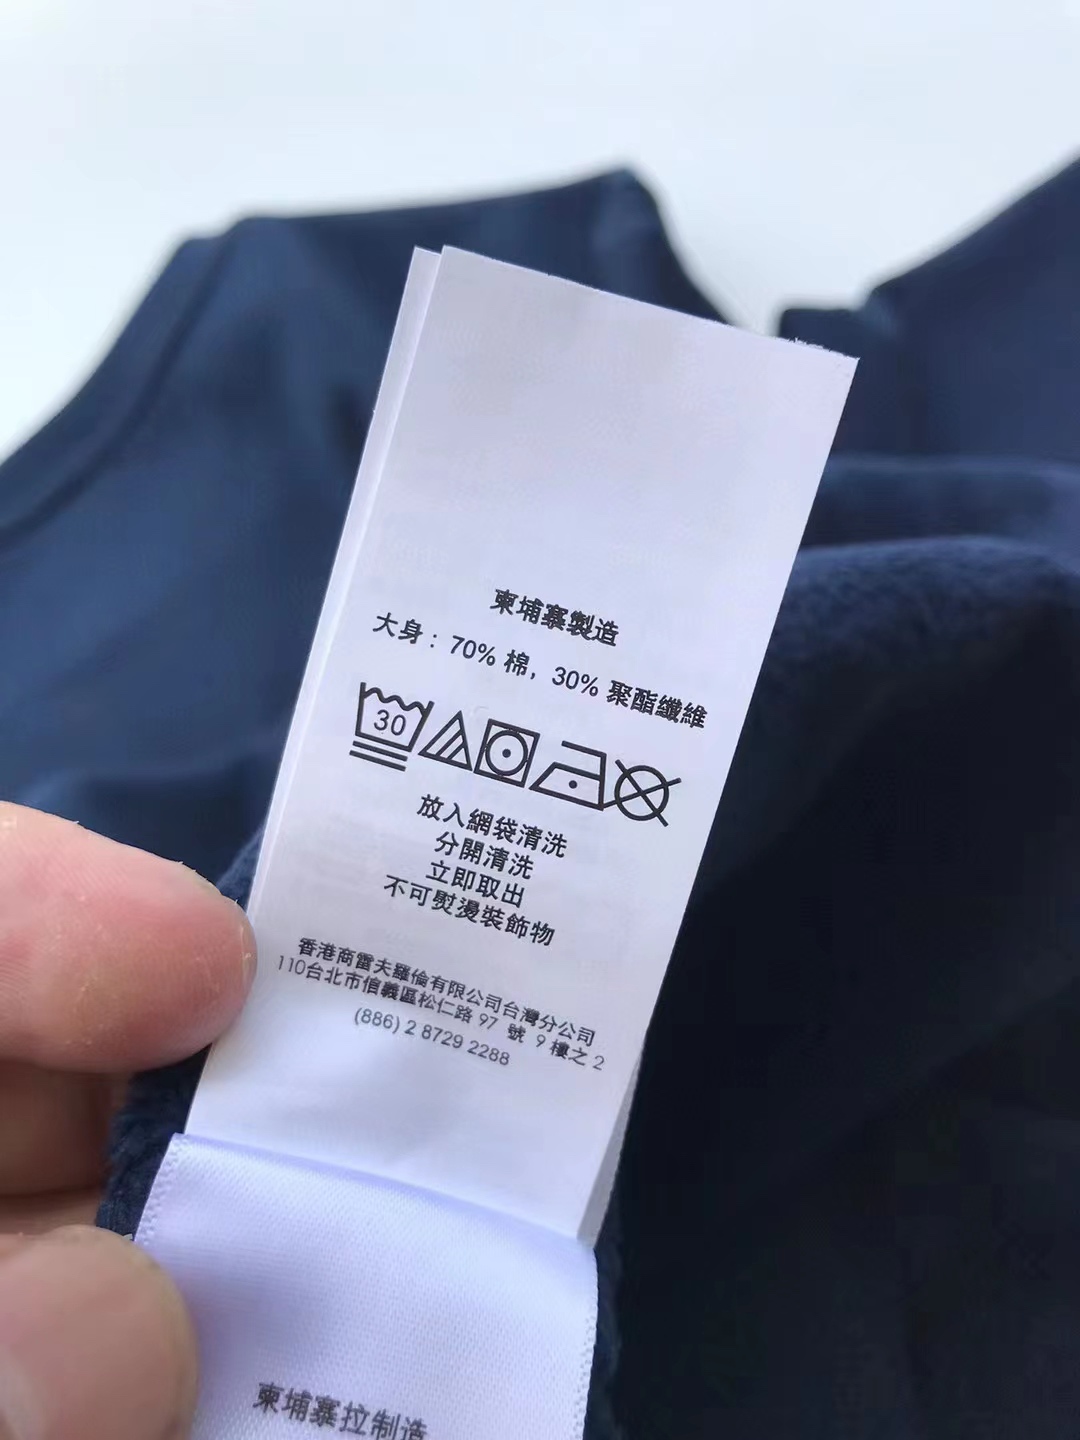 柬埔寨製造
大身：70% 棉，30% 聚酯纖維
30
放入網袋清洗
分開清洗
立即取出
不可熨燙裝飾物
香港商雷夫羅倫有限公司台灣分公司
110台北市信義區松仁路 97 號 9 樓之 2
(886) 2 8729 2288
柬埔寨拉制造